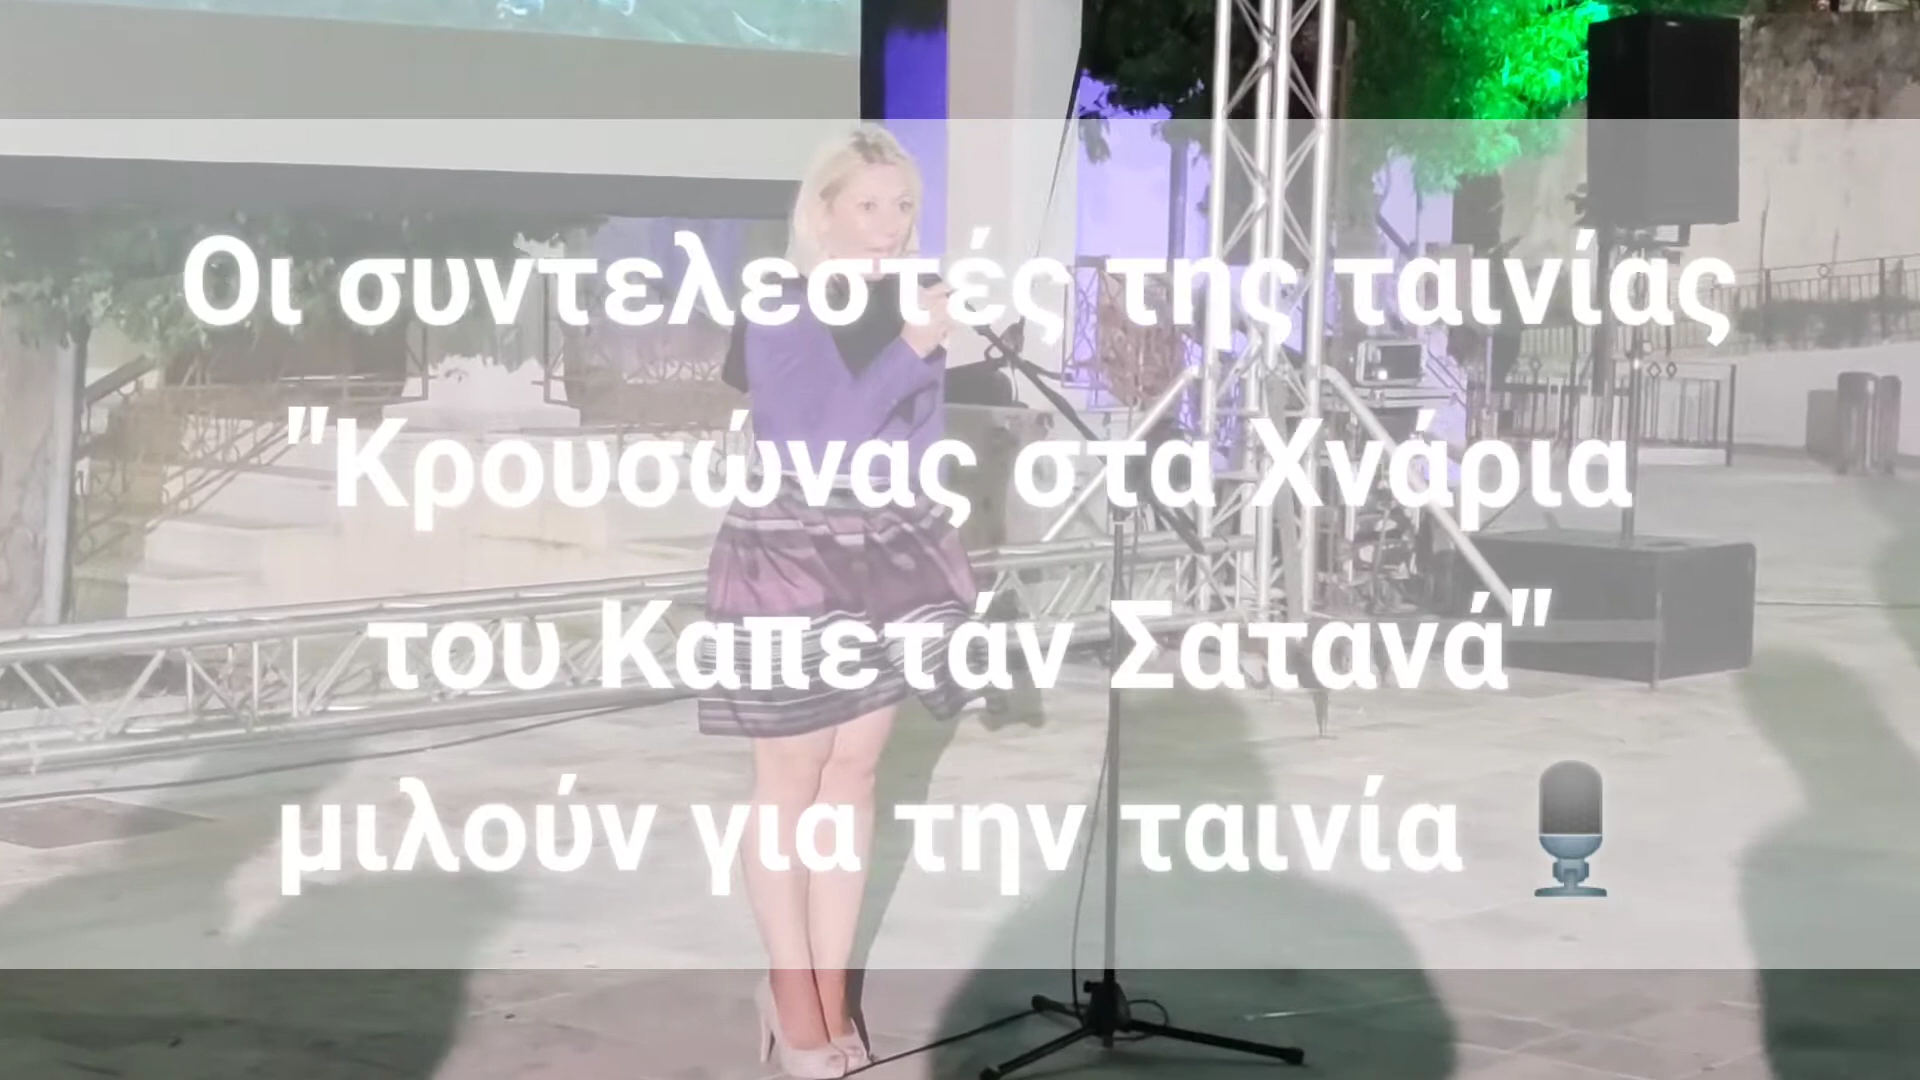 Οι συντελεστές της ταινίας
"Κρουσώνας στα Χνάρια
του Καπετάν Σατανά"
μιλούν για την ταινία 🎙